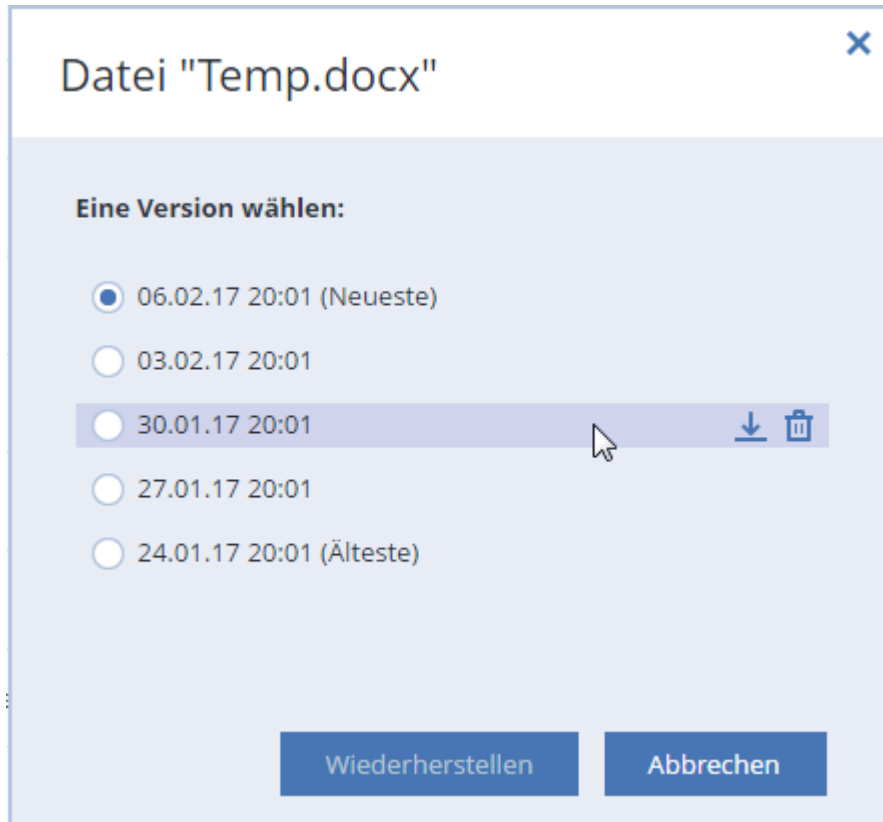 Datei "Temp.docx"
Eine Version wählen:
06.02.17 20:01 (Neueste)
03.02.17 20:01
30.01.17 20:01
27.01.17 20:01
24.01.17 20:01 (Älteste)
Wiederherstellen
Abbrechen